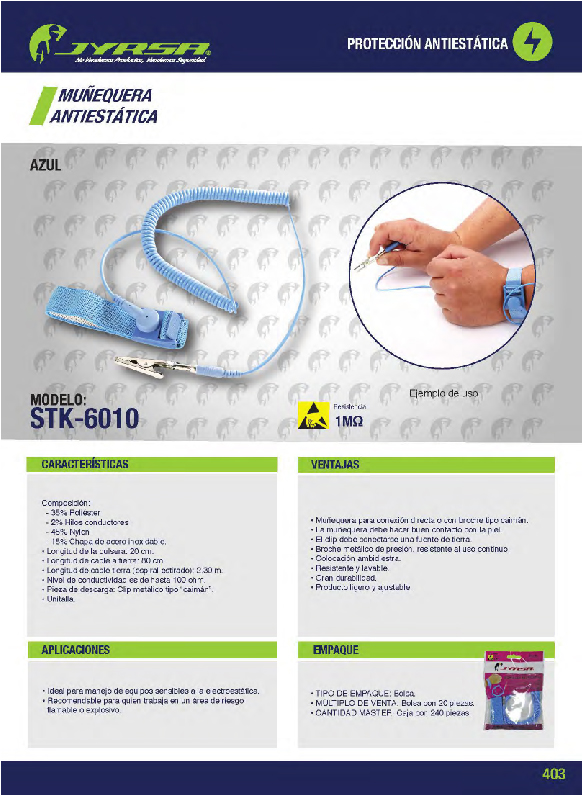 JYRSA®
No Vendemos Productos, Vendemos Seguridad
PROTECCIÓN ANTIESTÁTICA
MUÑEQUERA
ANTIESTÁTICA
AZUL
Ejemplo de uso
MODELO:
STK-6010
Resistencia
1MΩ
CARACTERÍSTICAS
Composición:
- 38% Poliéster
- 2% Hilos conductores
- 45% Nylon
- 15% Chapa de acero inoxidable.
• Longitud de la pulsera: 20 cm.
• Longitud de cable a tierra: 80 cm
• Longitud de cable tierra (espiral estirado): 2.30 m.
• Nivel de conductividad es de hasta 100 ohm.
• Pieza de descarga: Clip metálico tipo "caimán".
• Unitalla.
VENTAJAS
• Muñequera para conexión directa o con broche tipo caimán.
• La muñequera debe hacer buen contacto con la piel
• El clip debe conectarse una fuente de tierra.
• Broche metálico de presión, resistente al uso continuo
• Colocación ambidiestra.
• Resistente y lavable.
• Gran durabilidad.
• Producto ligero y ajustable
APLICACIONES
• Ideal para manejo de equipos sensibles a la electroestática.
• Recomendable para quien trabaja en un área de riesgo
flamable o explosivo.
EMPAQUE
• TIPO DE EMPAQUE: Bolsa.
• MÚLTIPLO DE VENTA: Bolsa con 20 piezas.
• CANTIDAD MASTER: Caja con 240 piezas
JYRSA
403